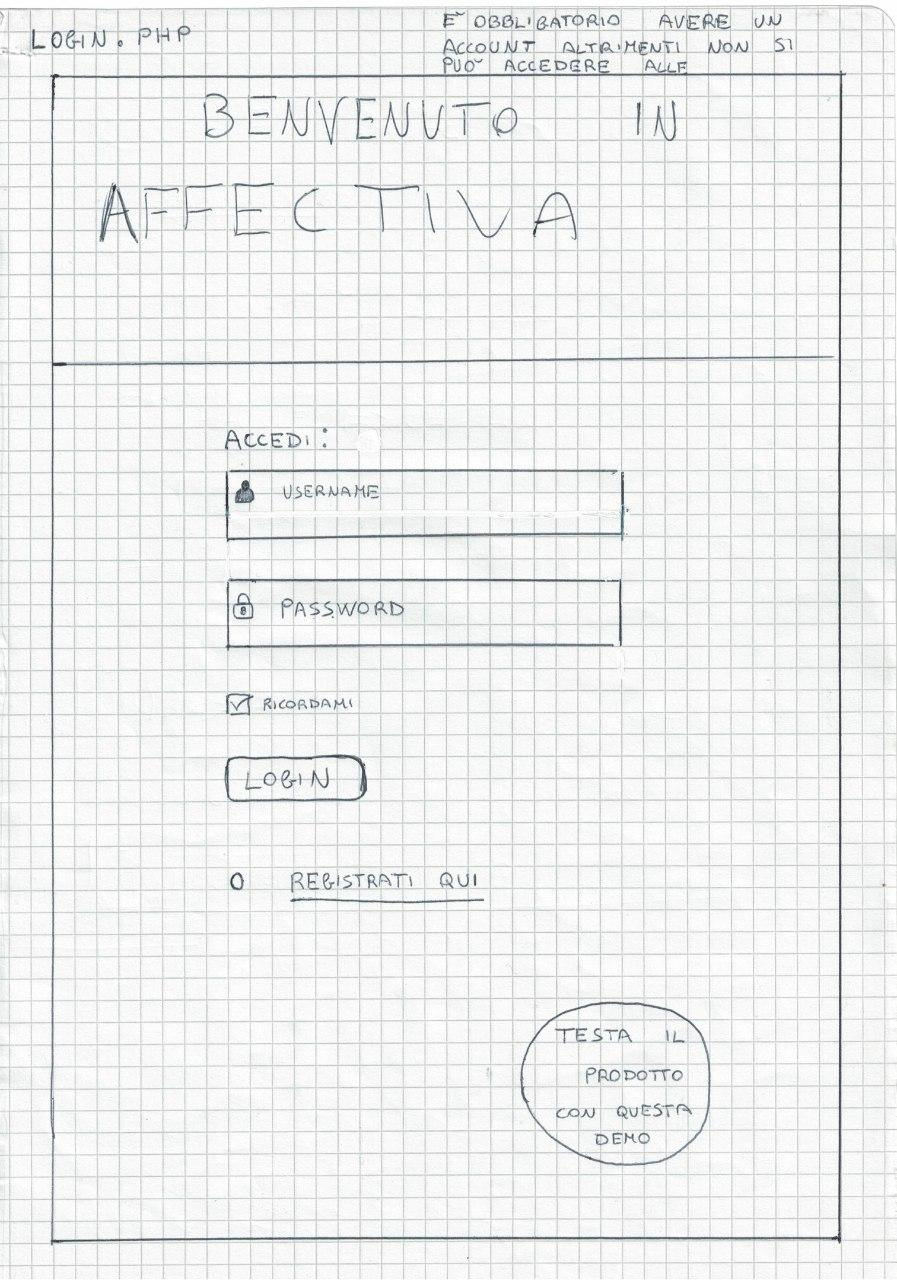 LOGIN. PHP
E` OBBLIGATORIO AVERE UN
ACCOUNT ALTRIMENTI NON SI
PUO` ACCEDERE ALLE
BENVENUTO IN
AFFECTIVA
ACCEDI:
USERNAME
PASSWORD
RICORDAMI
LOGIN
O REGISTRATI QUI
TESTA IL
PRODOTTO
CON QUESTA
DEMO